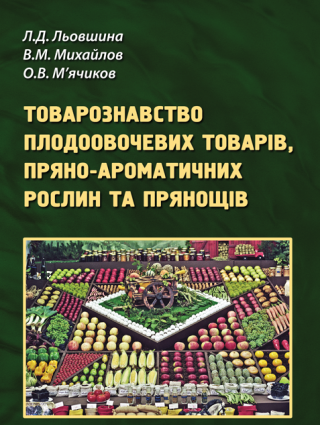 Л.Д. Льовшина
В.М. Михайлов
О.В. М'ячиков
ТОВАРОЗНАВСТВО
ПЛОДООВОЧЕВИХ ТОВАРІВ,
ПРЯНО-АРОМАТИЧНИХ
РОСЛИН ТА ПРЯНОЩІВ